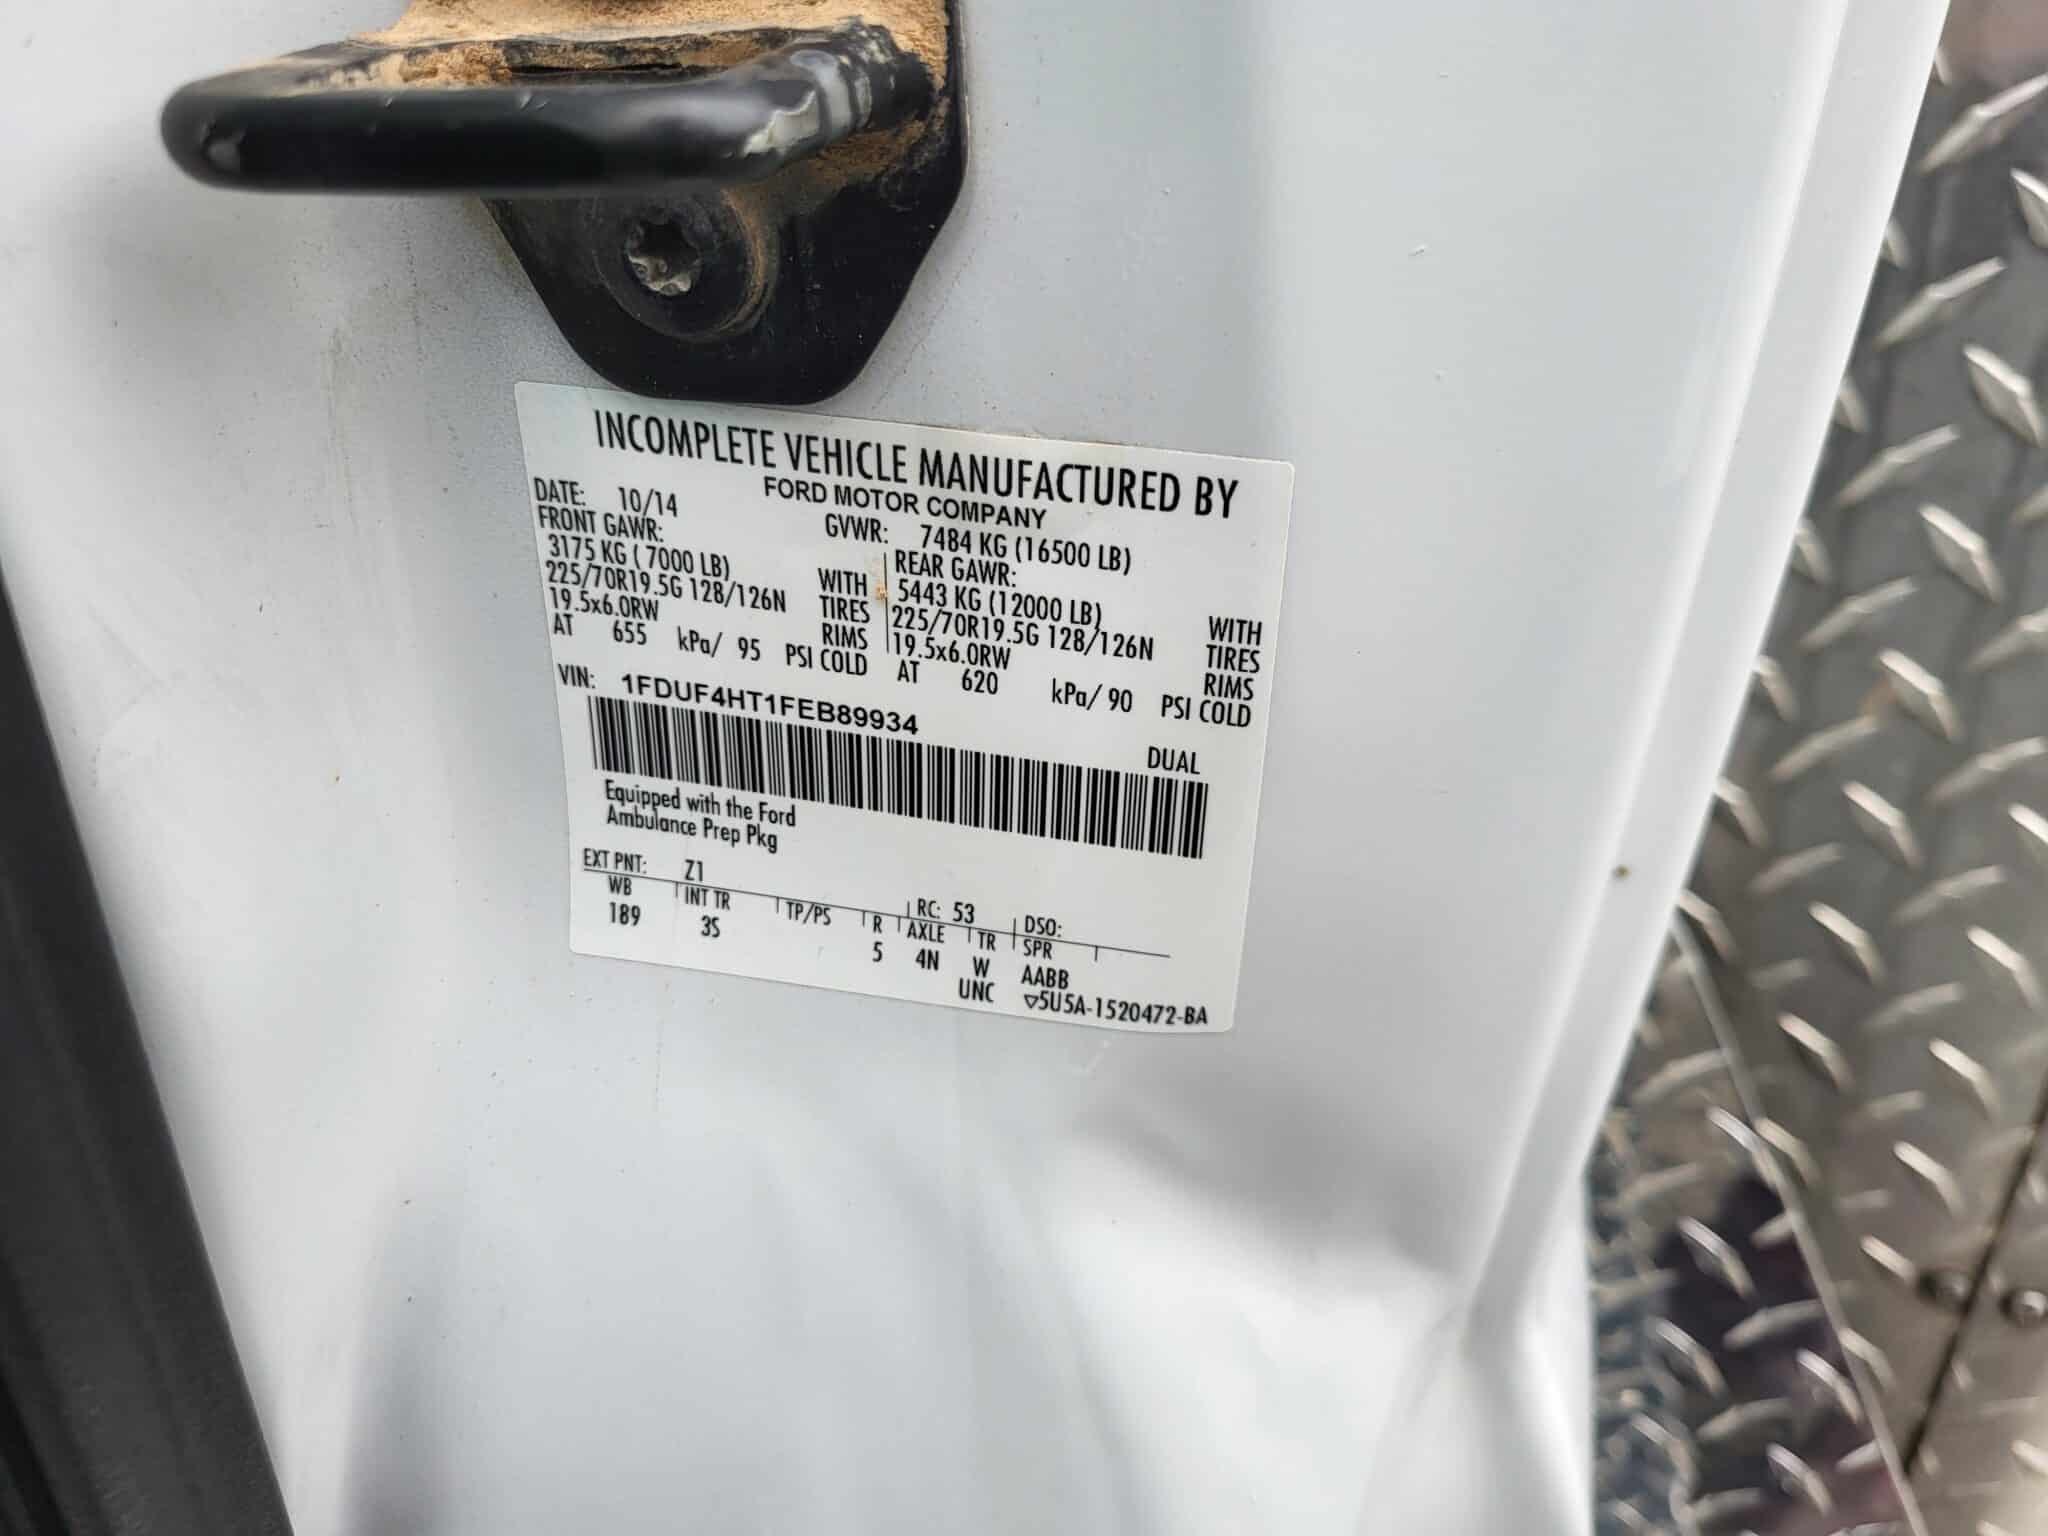 INCOMPLETE VEHICLE MANUFACTURED BY
FORD MOTOR COMPANY
DATE: 10/14 GVWR: 7484 KG (16500 LB)
FRONT GAWR: REAR GAWR:
3175 KG ( 7000 LB) WITH 5443 KG (12000 LB) WITH
225/70R19.5G 128/126N TIRES 225/70R19.5G 128/126N TIRES
19.5x6.0RW RIMS 19.5x6.0RW RIMS
AT 655 kPa/ 95 PSI COLD AT 620 kPa/ 90 PSI COLD
VIN: 1FDUF4HT1FEB89934
DUAL
Equipped with the Ford
Ambulance Prep Pkg
EXT PNT: Z1 RC: 53 DSO:
WB INT TR TP/PS R AXLE TR SPR
189 3S 5 4N W AABB
UNC ▽5U5A-1520472-BA